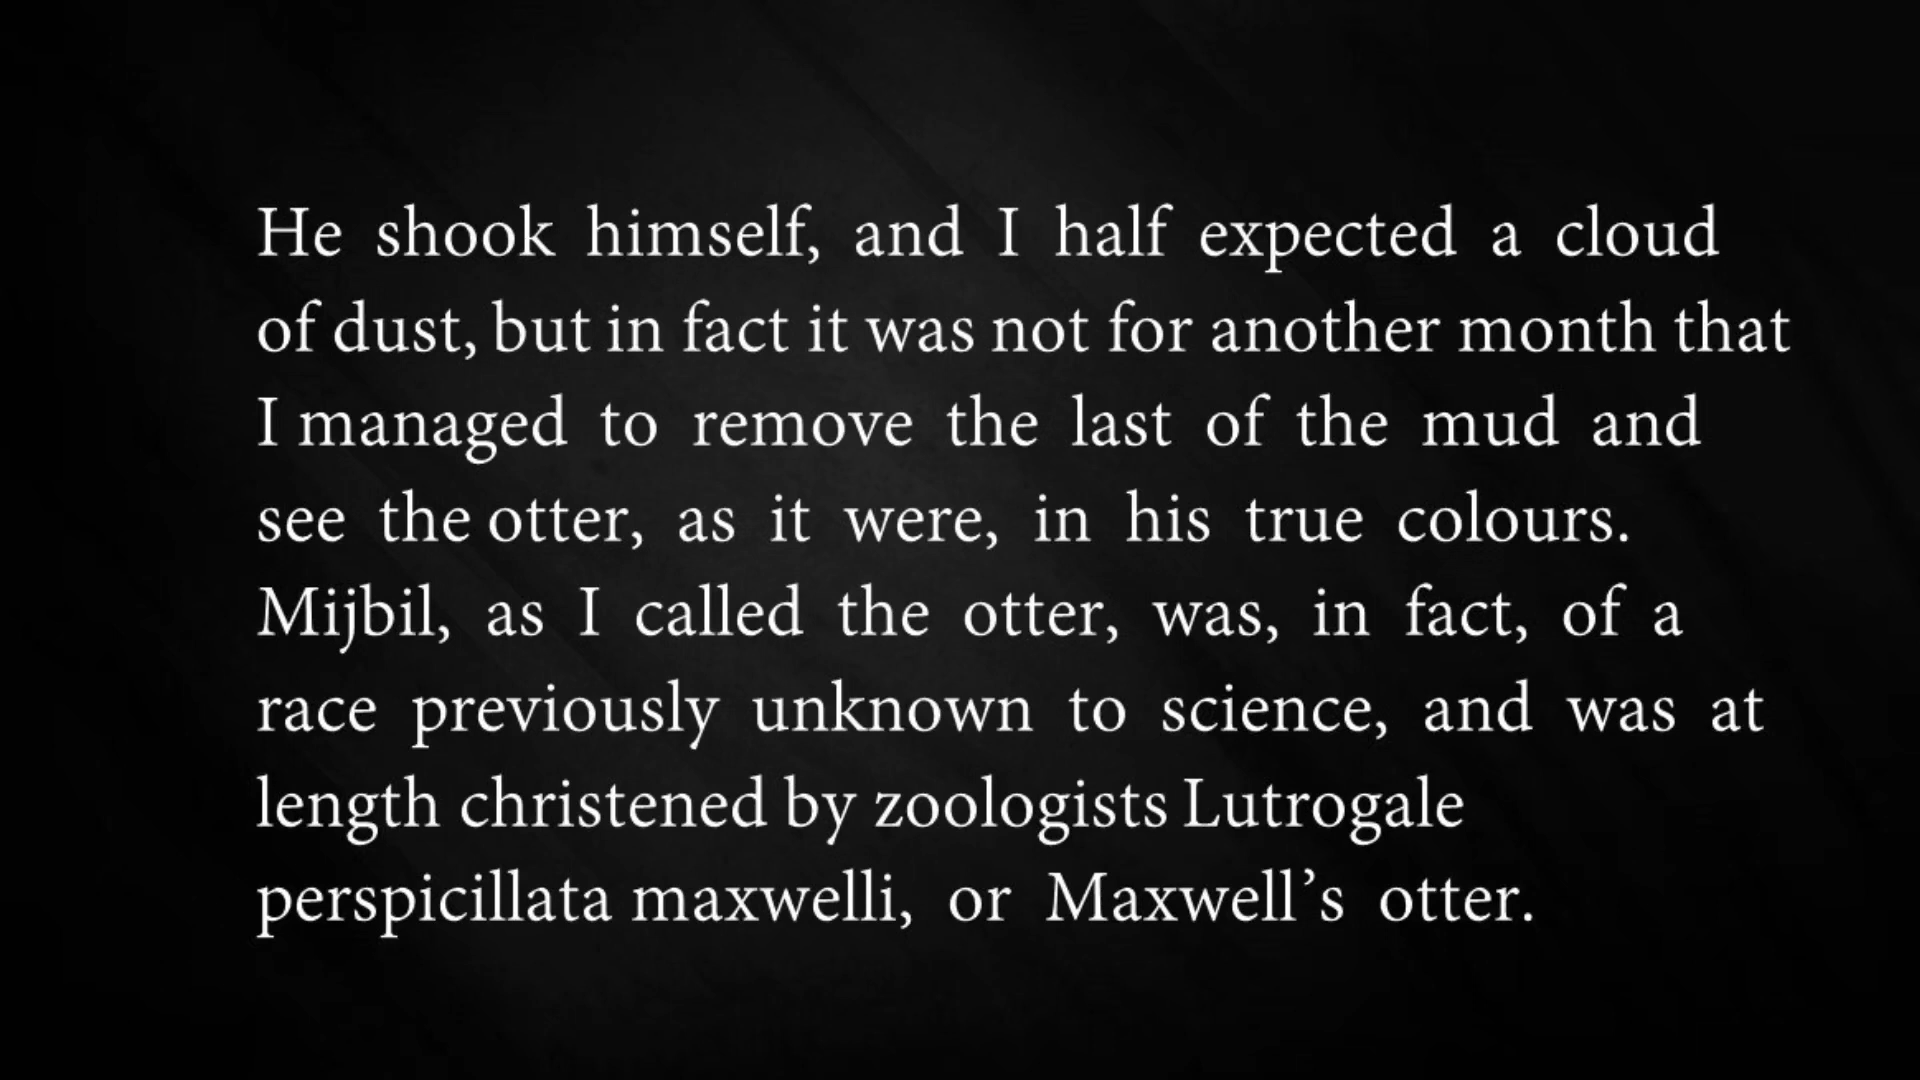 He shook himself, and I half expected a cloud
of dust, but in fact it was not for another month that
I managed to remove the last of the mud and
see the otter, as it were, in his true colours.
Mijbil, as I called the otter, was, in fact, of a
race previously unknown to science, and was at
length christened by zoologists Lutrogale
perspicillata maxwelli, or Maxwell’s otter.